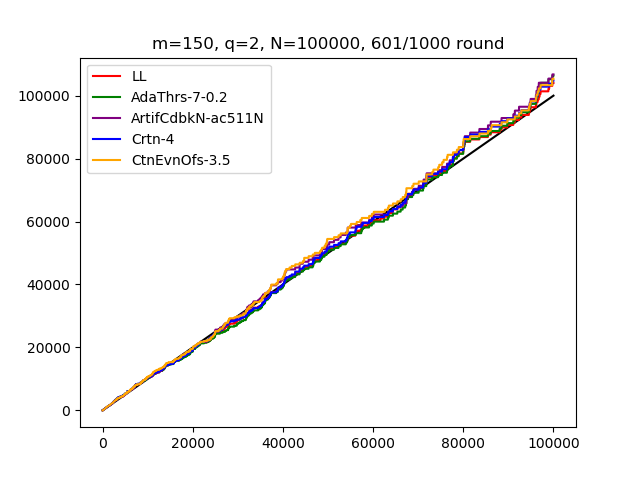 m=150, q=2, N=100000, 601/1000 round
LL
AdaThrs-7-0.2
ArtifCdbkN-ac511N
Crtn-4
CtnEvnOfs-3.5
100000
80000
60000
40000
20000
0
0 20000 40000 60000 80000 100000